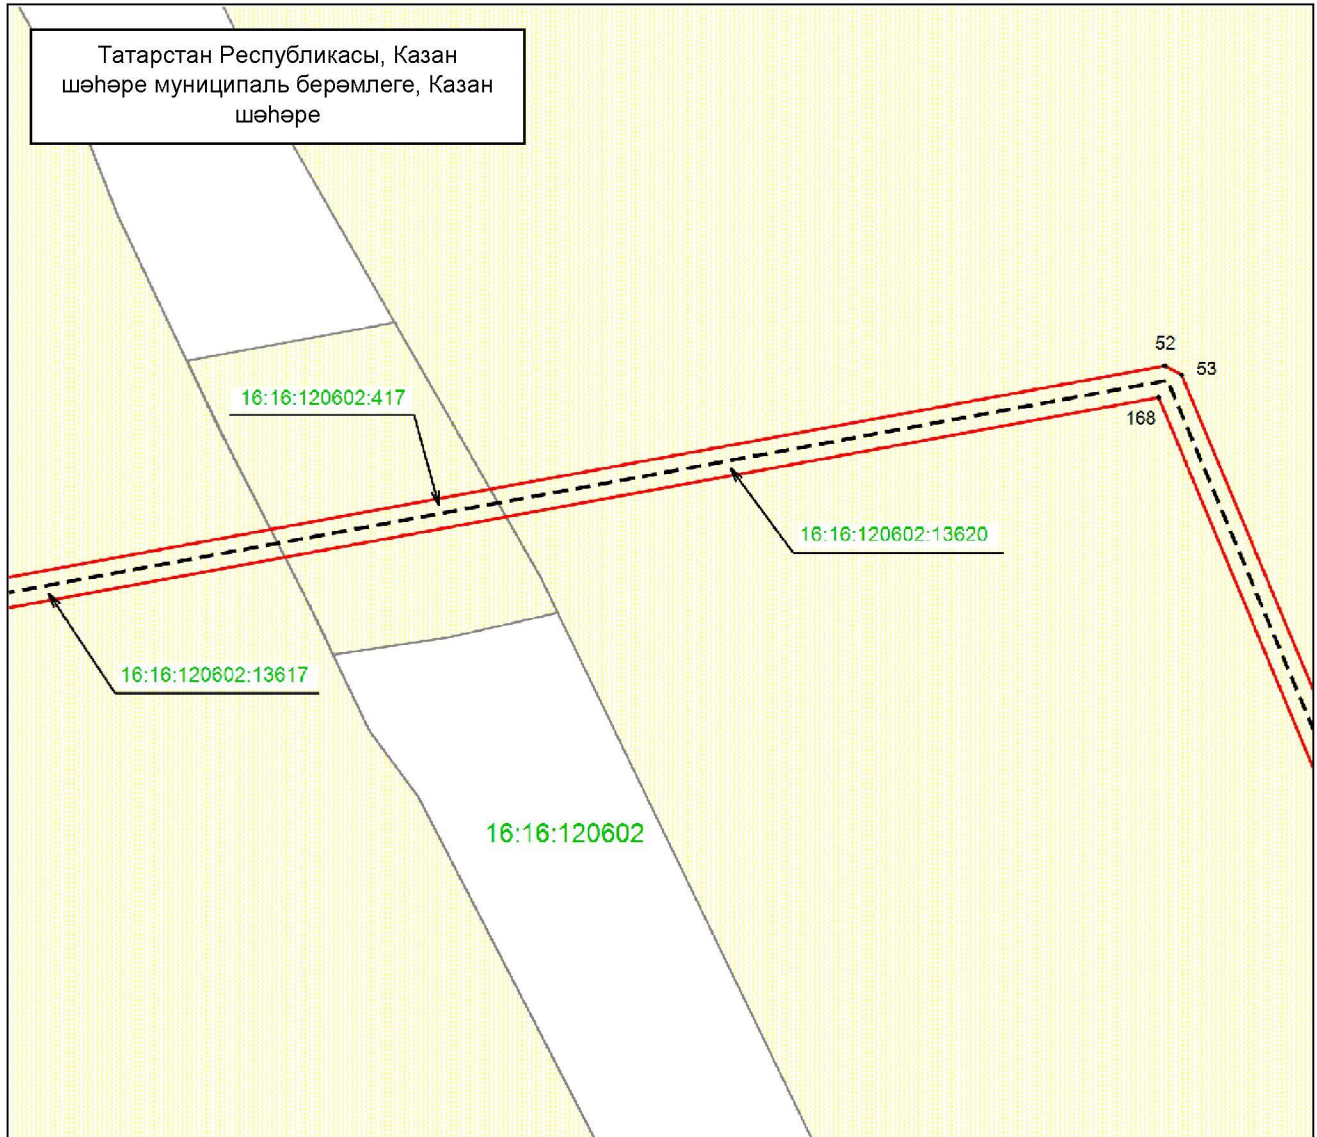 Татарстан Республикасы, Казан
шәһәре муниципаль берәмлеге, Казан
шәһәре
52
53
16:16:120602:417
168
16:16:120602:13620
16:16:120602:13617
16:16:120602